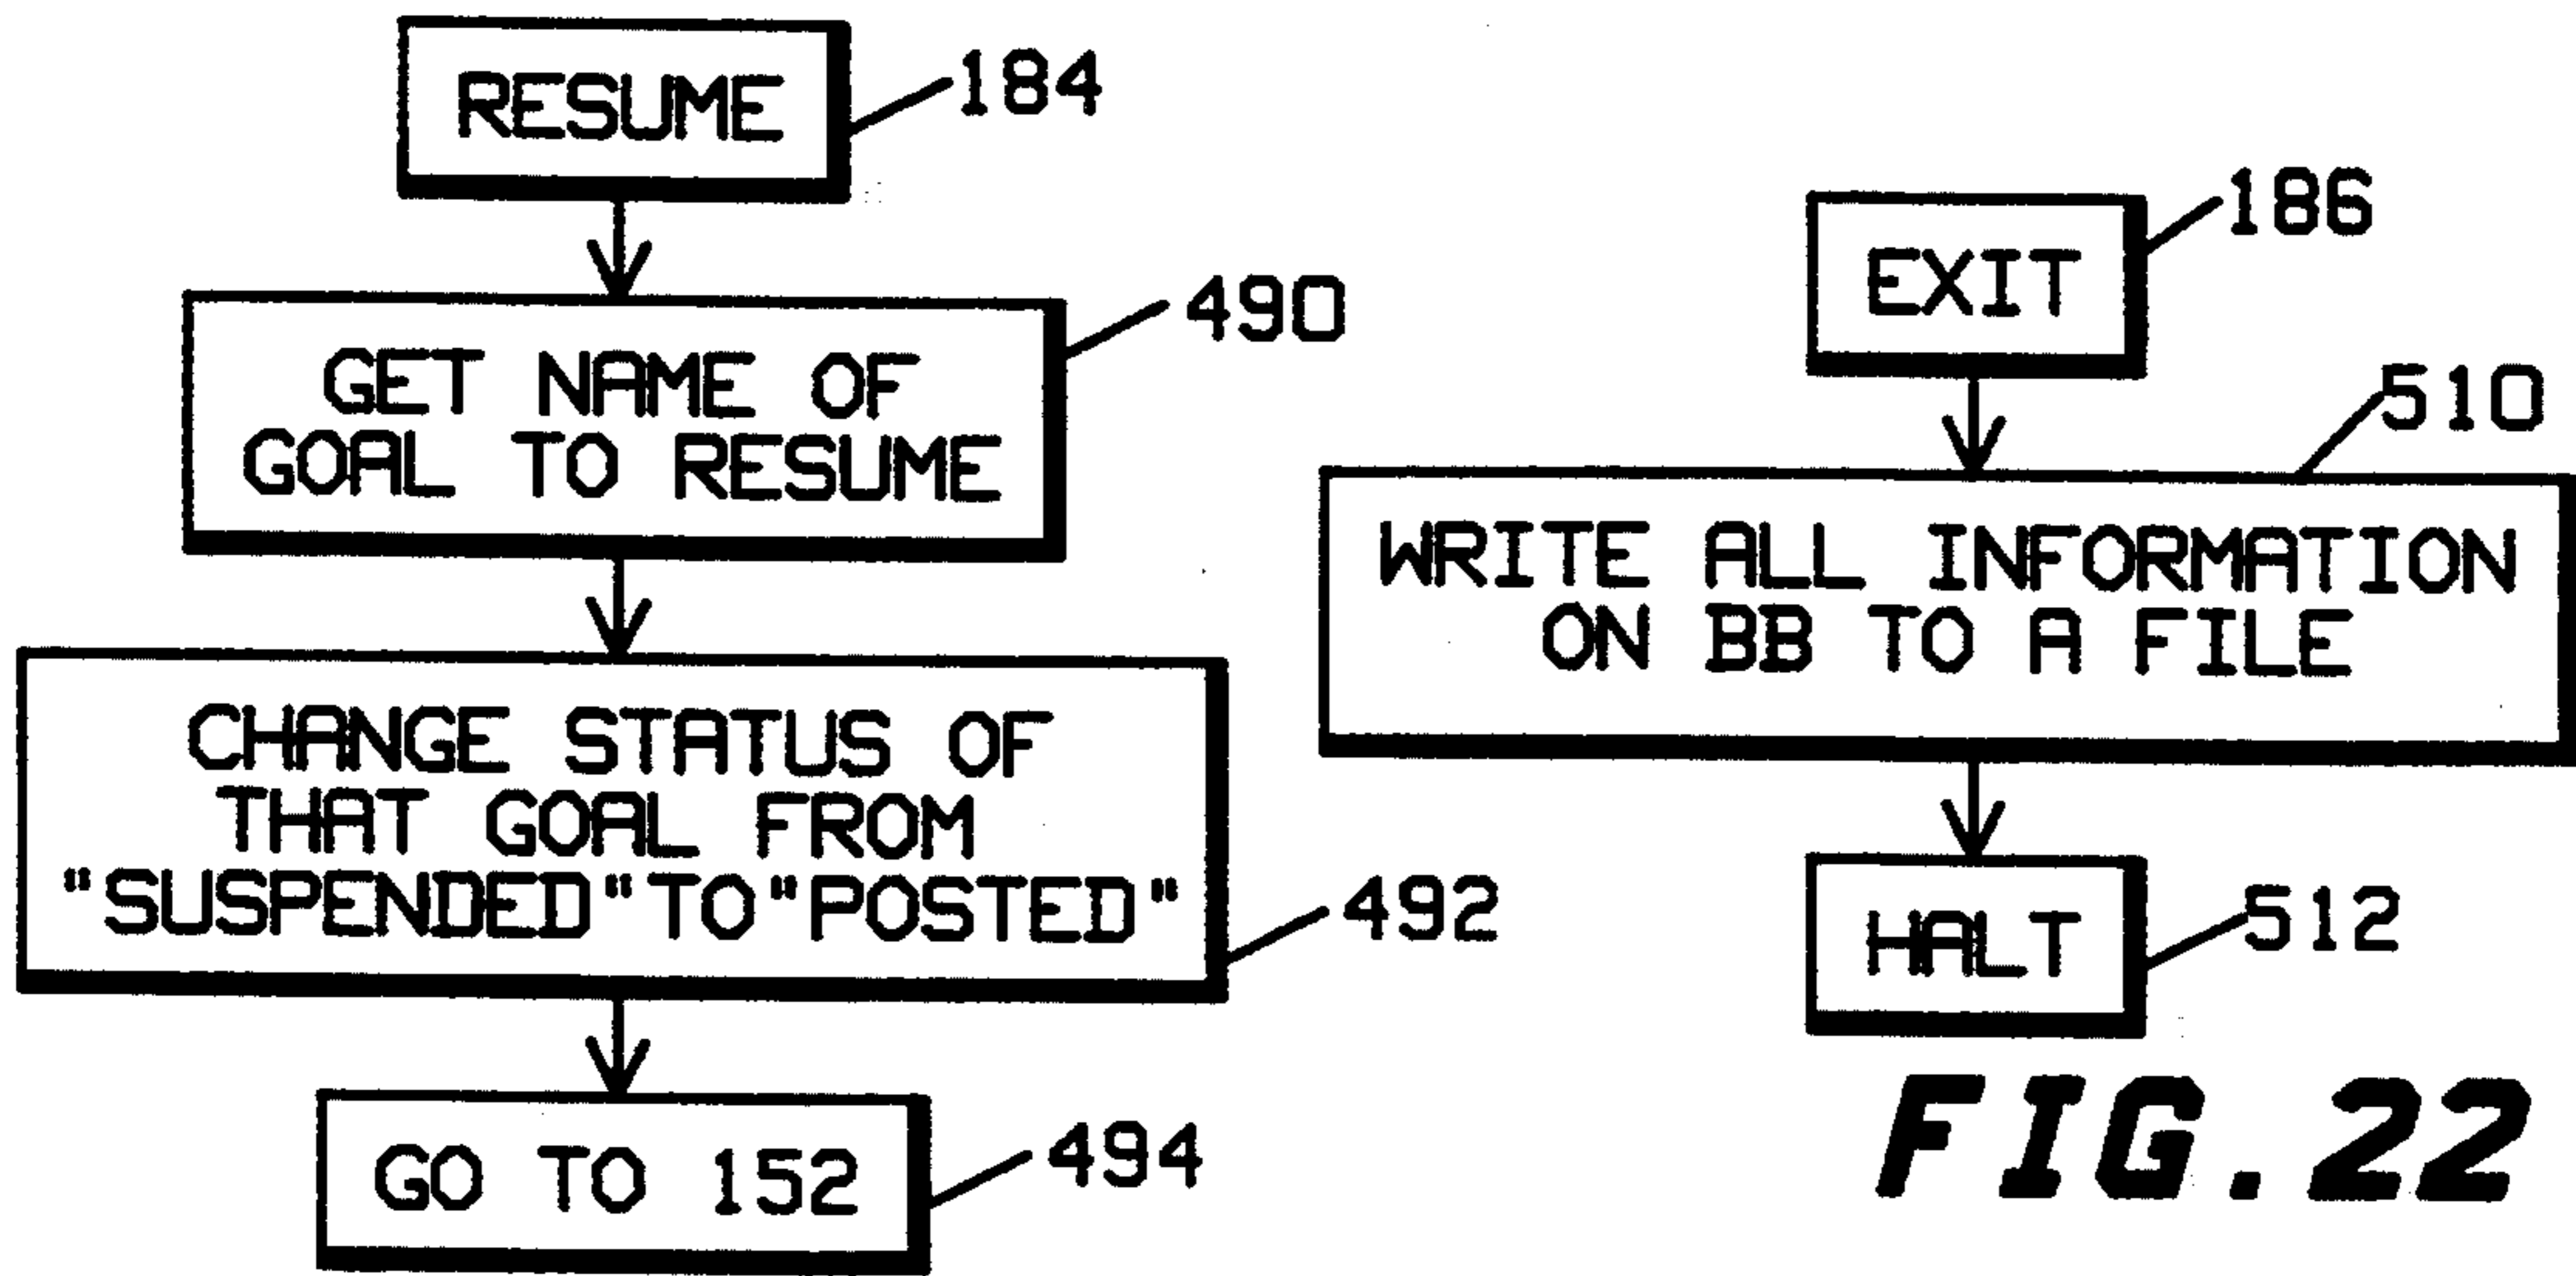 RESUME
184
GET NAME OF
GOAL TO RESUME
490
CHANGE STATUS OF
THAT GOAL FROM
"SUSPENDED" TO "POSTED"
492
GO TO 152
494
EXIT
186
WRITE ALL INFORMATION
ON BB TO A FILE
510
HALT
512
FIG. 22